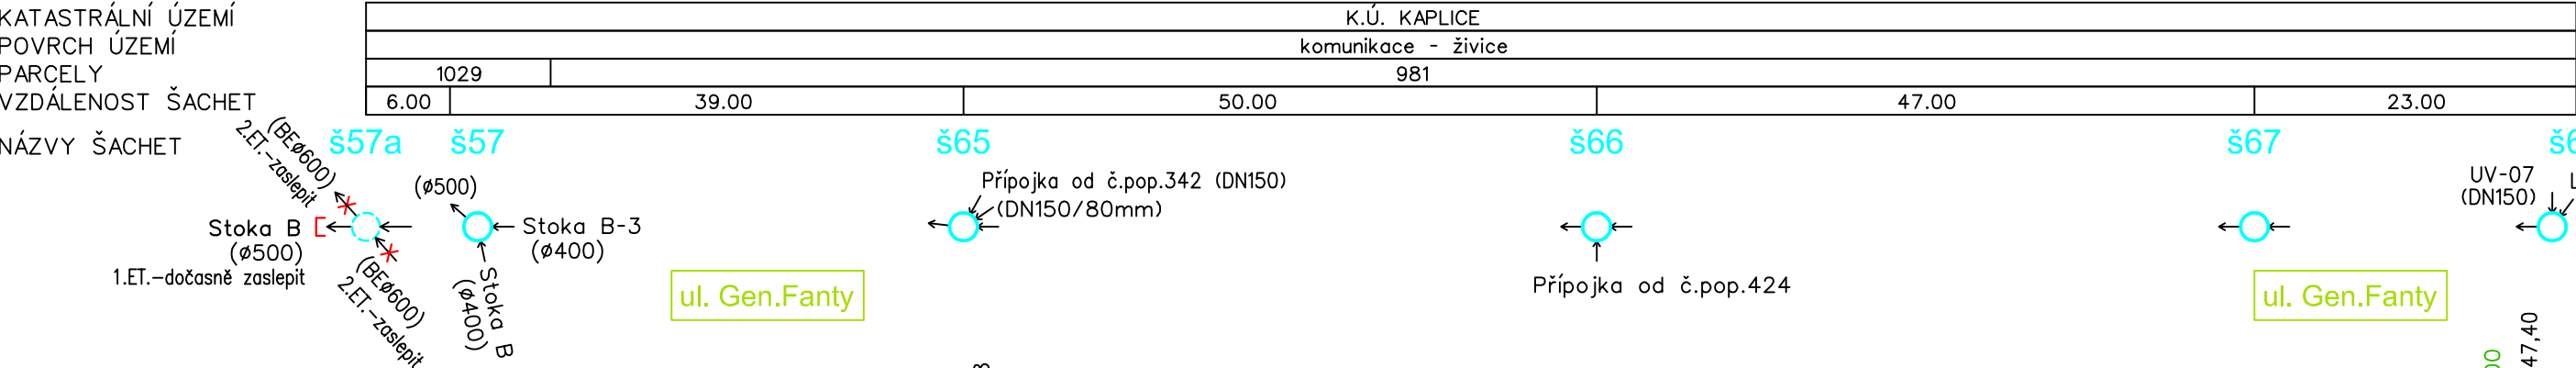 KATASTRÁLNÍ ÚZEMÍ
K.Ú. KAPLICE
POVRCH ÚZEMÍ
komunikace - živice
PARCELY
1029
981
VZDÁLENOST ŠACHET
6.00
39.00
50.00
47.00
23.00
NÁZVY ŠACHET
š57a
š57
š65
š66
š67
(BEø600)
2.ET.-zaslepit
(ø500)
Stoka B
(ø500)
1.ET.-dočasně zaslepit
(BEø600)
2.ET.-zaslepit
Stoka B-3
(ø400)
Stoka B
(ø400)
Přípojka od č.pop.342 (DN150)
(DN150/80mm)
Přípojka od č.pop.424
UV-07
(DN150)
ul. Gen.Fanty
ul. Gen.Fanty
47,40